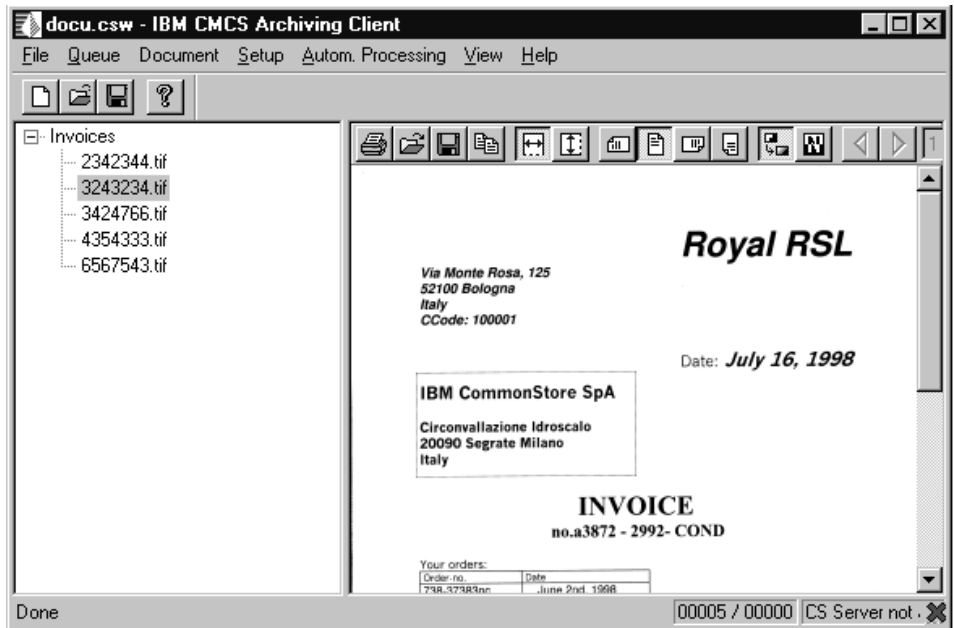 docu.csw - IBM CMCS Archiving Client
File Queue Document Setup Autom. Processing View Help
Invoices
2342344.tif
3243234.tif
3424766.tif
4354333.tif
6567543.tif
1
Royal RSL
Via Monte Rosa, 125
52100 Bologna
Italy
CCode: 100001
Date: July 16, 1998
IBM CommonStore SpA
Circonvallazione Idroscalo
20090 Segrate Milano
Italy
INVOICE
no.a3872 - 2992- COND
Your orders:
Order-no. Date
738-37383nc June 2nd, 1998
Done 00005 / 00000 CS Server not